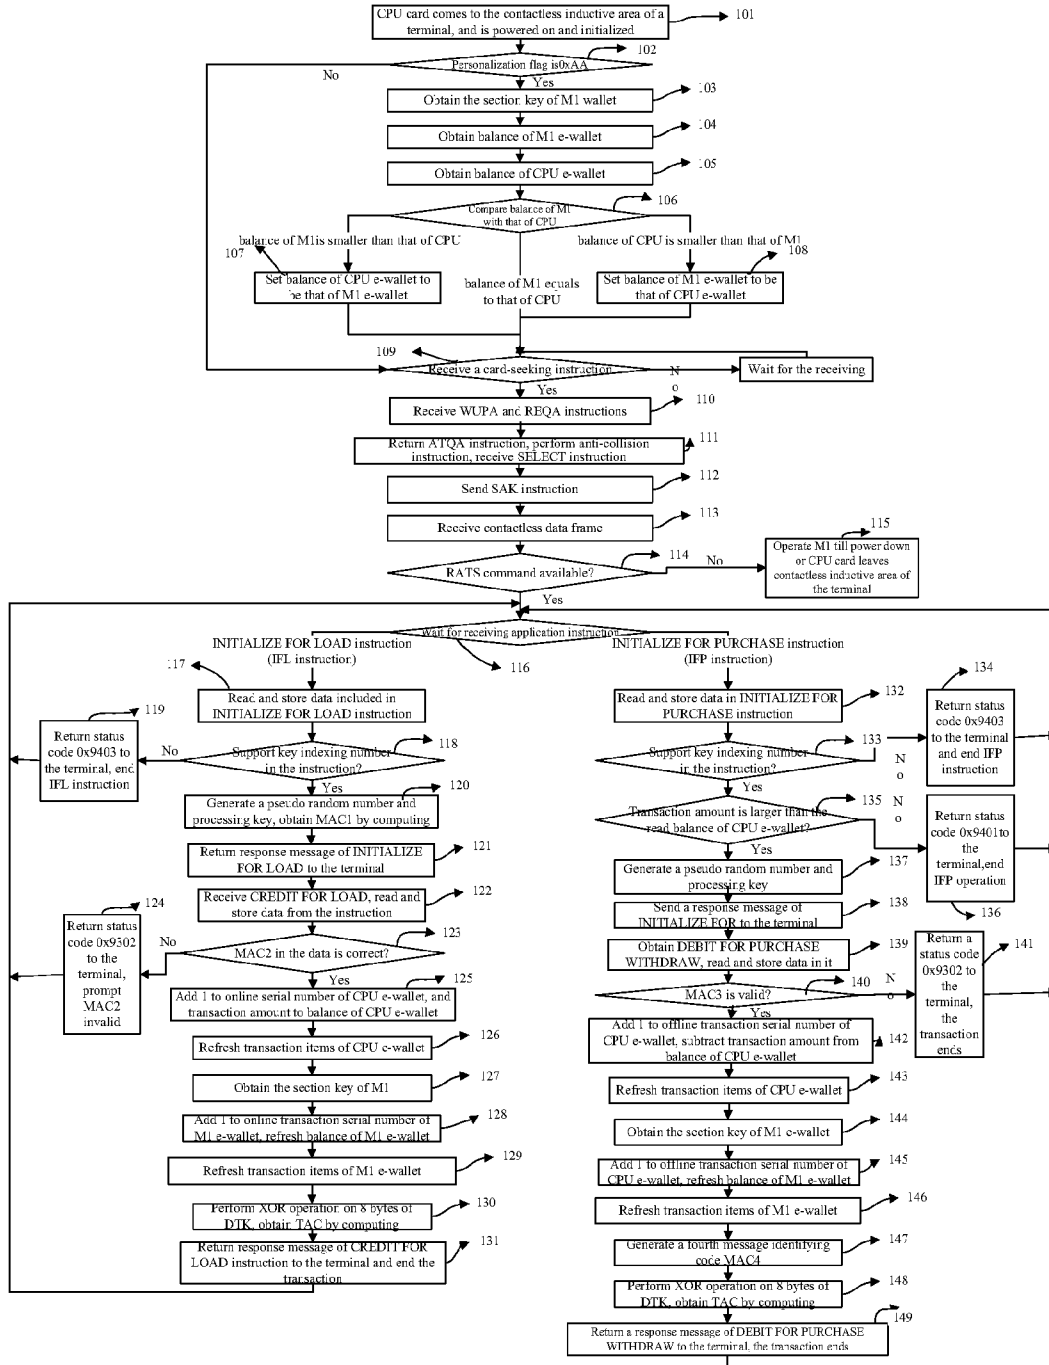 CPU card comes to the contactless inductive area of a
terminal, and is powered on and initialized
101
102
Personalization flag is0xAA
No
Yes
Obtain the section key of M1 wallet
103
Obtain balance of M1 e-wallet
104
Obtain balance of CPU e-wallet
105
Compare balance of M1
with that of CPU
106
balance of M1is smaller than that of CPU
balance of CPU is smaller than that of M1
107
108
Set balance of CPU e-wallet to
be that of M1 e-wallet
balance of M1 equals
to that of CPU
Set balance of M1 e-wallet to be
that of CPU e-wallet
109
Receive a card-seeking instruction
N
o
Wait for the receiving
Yes
Receive WUPA and REQA instructions
110
Return ATQA instruction, perform anti-collision
instruction, receive SELECT instruction
111
Send SAK instruction
112
Receive contactless data frame
113
RATS command available?
114
No
115
Operate M1 till power down
or CPU card leaves
contactless inductive area of
the terminal
Yes
Wait for receiving application instruction
116
INITIALIZE FOR LOAD instruction
(IFL instruction)
INITIALIZE FOR PURCHASE instruction
(IFP instruction)
117
Read and store data included in
INITIALIZE FOR LOAD instruction
118
Support key indexing number
in the instruction?
No
119
Return status
code 0x9403 to
the terminal, end
IFL instruction
Yes
120
Generate a pseudo random number and
processing key, obtain MAC1 by computing
Return response message of INITIALIZE
FOR LOAD to the terminal
121
Receive CREDIT FOR LOAD, read and
store data from the instruction
122
123
MAC2 in the data is correct?
No
124
Return status
code 0x9302
to the
terminal,
prompt
MAC2
invalid
Yes
125
Add 1 to online serial number of CPU e-wallet, and
transaction amount to balance of CPU e-wallet
Refresh transaction items of CPU e-wallet
126
Obtain the section key of M1
127
Add 1 to online transaction serial number of
M1 e-wallet, refresh balance of M1 e-wallet
128
Refresh transaction items of M1 e-wallet
129
Perform XOR operation on 8 bytes of
DTK, obtain TAC by computing
130
Return response message of CREDIT FOR
LOAD instruction to the terminal and end the
transaction
131
Read and store data in INITIALIZE FOR
PURCHASE instruction
132
Support key indexing number
in the instruction?
133
N
o
134
Return status
code 0x9403
to the terminal
and end IFP
instruction
Yes
Transaction amount is larger than the
read balance of CPU e-wallet?
135
N
o
Return status
code 0x9401to
the
terminal,end
IFP operation
136
Yes
Generate a pseudo random number and
processing key
137
Send a response message of
INITIALIZE FOR to the terminal
138
Obtain DEBIT FOR PURCHASE
WITHDRAW, read and store data in it
139
MAC3 is valid?
140
N
o
141
Return a
status code
0x9302 to
the
terminal,
the
transaction
ends
Yes
Add 1 to offline transaction serial number of
CPU e-wallet, subtract transaction amount from
balance of CPU e-wallet
142
Refresh transaction items of CPU e-wallet
143
Obtain the section key of M1 e-wallet
144
Add 1 to offline transaction serial number of
CPU e-wallet, refresh balance of M1 e-wallet
145
Refresh transaction items of M1 e-wallet
146
Generate a fourth message identifying
code MAC4
147
Perform XOR operation on 8 bytes of
DTK, obtain TAC by computing
148
Return a response message of DEBIT FOR PURCHASE
WITHDRAW to the terminal, the transaction ends
149